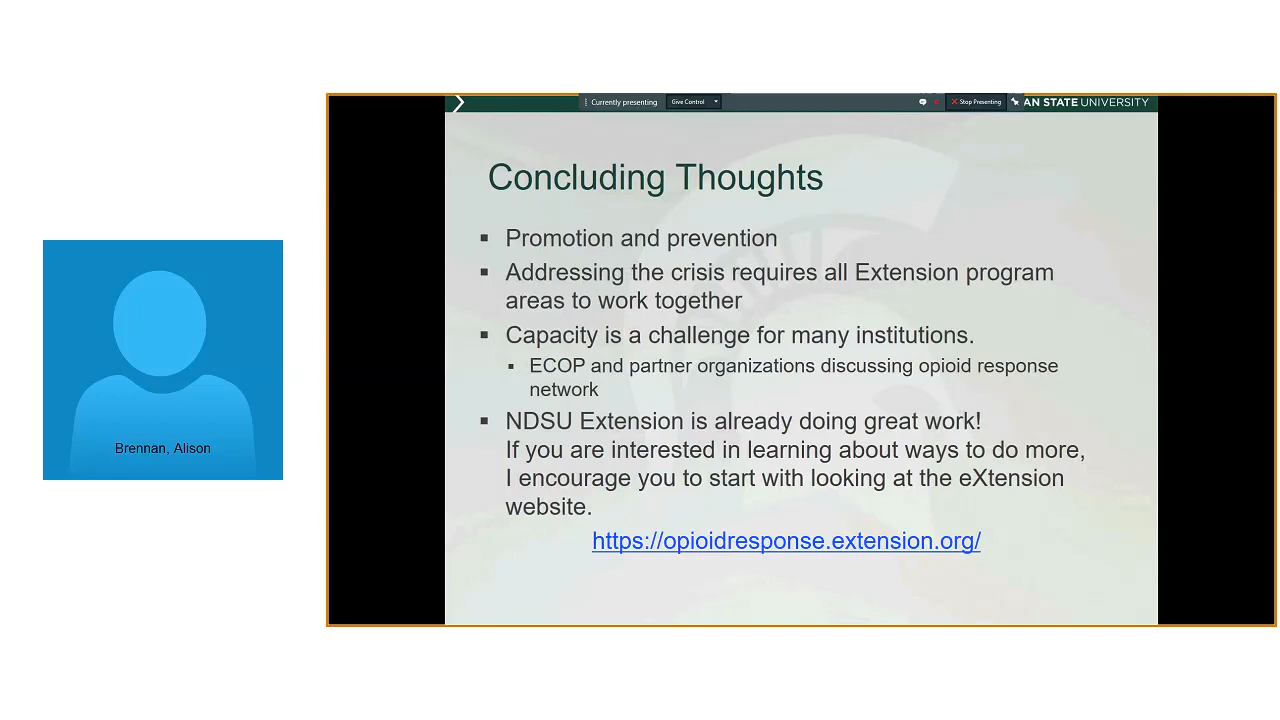 Currently presenting
Give Control
Stop Presenting
AN STATE UNIVERSITY
Concluding Thoughts
▪ Promotion and prevention
▪ Addressing the crisis requires all Extension program
areas to work together
▪ Capacity is a challenge for many institutions.
▪ ECOP and partner organizations discussing opioid response
network
▪ NDSU Extension is already doing great work!
If you are interested in learning about ways to do more,
I encourage you to start with looking at the eXtension
website.
https://opioidresponse.extension.org/
Brennan, Alison